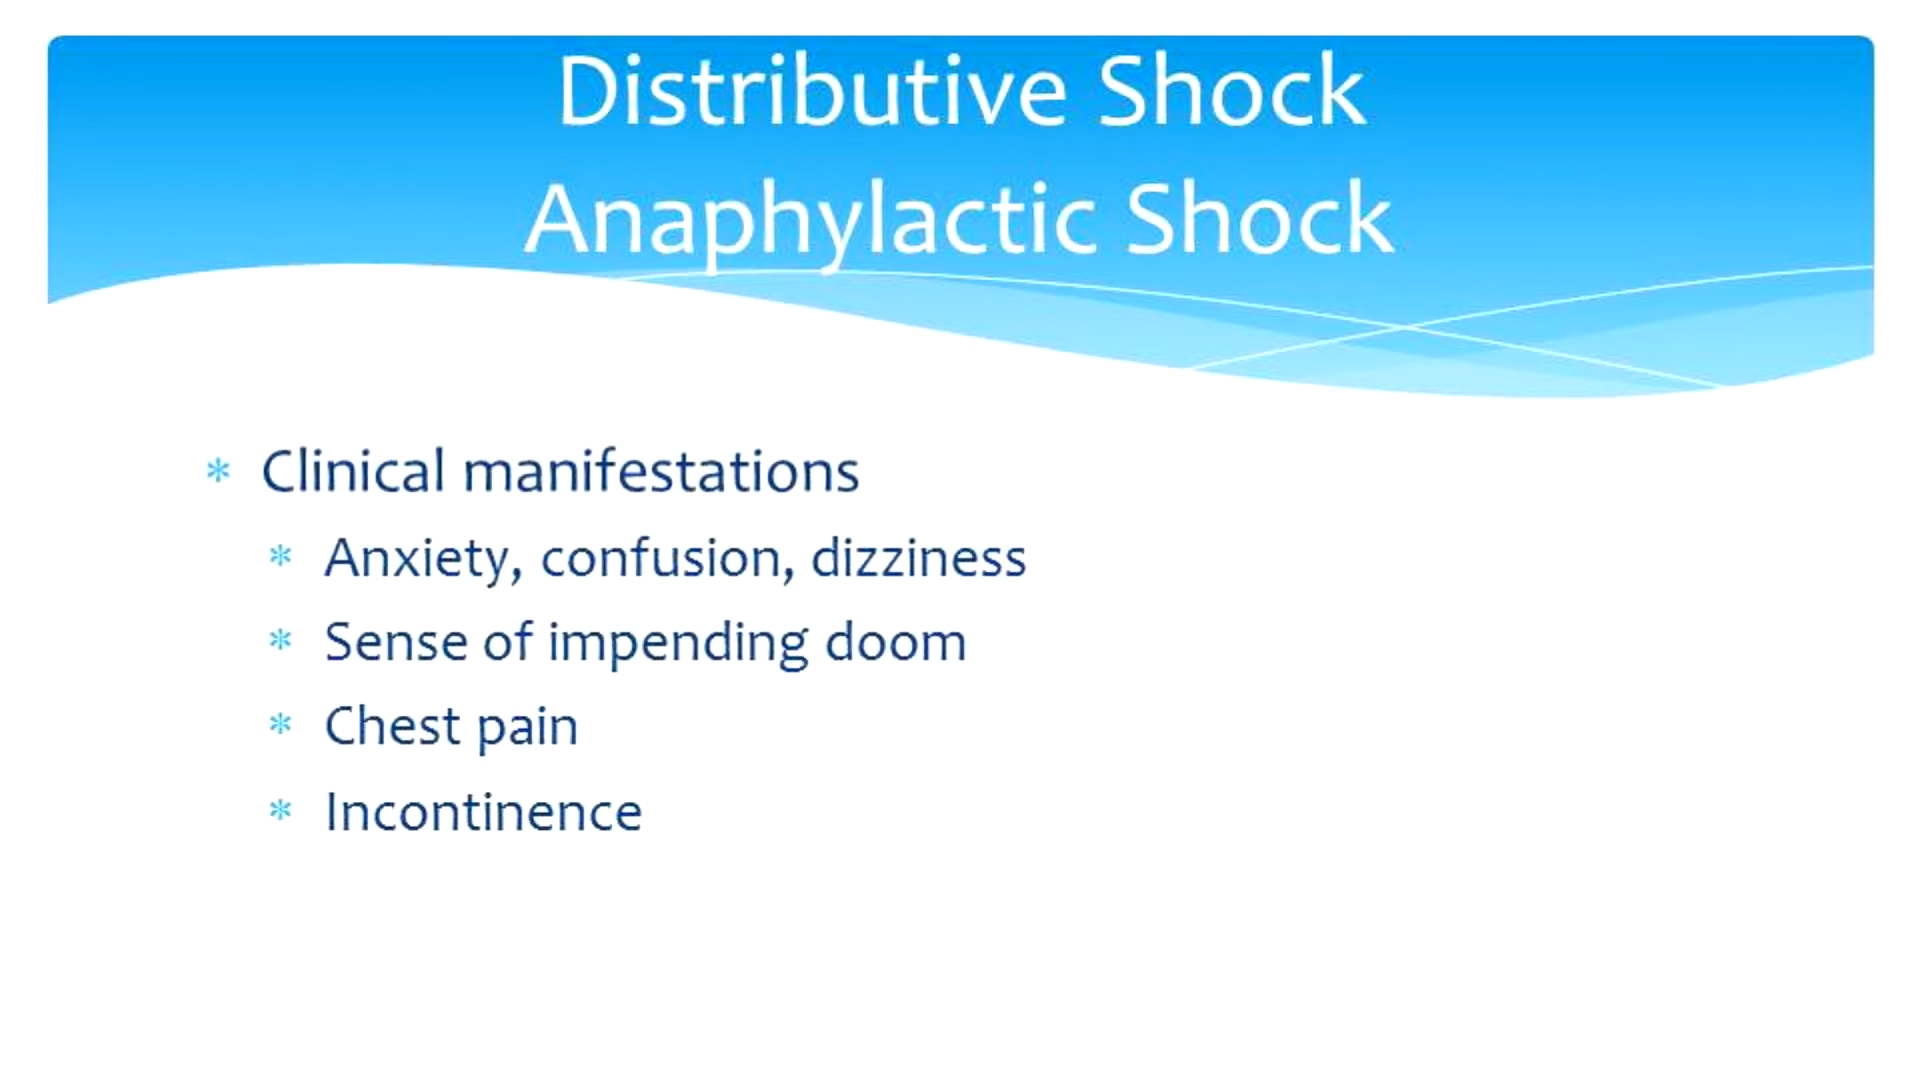 Distributive Shock
Anaphylactic Shock
* Clinical manifestations
* Anxiety, confusion, dizziness
* Sense of impending doom
* Chest pain
* Incontinence